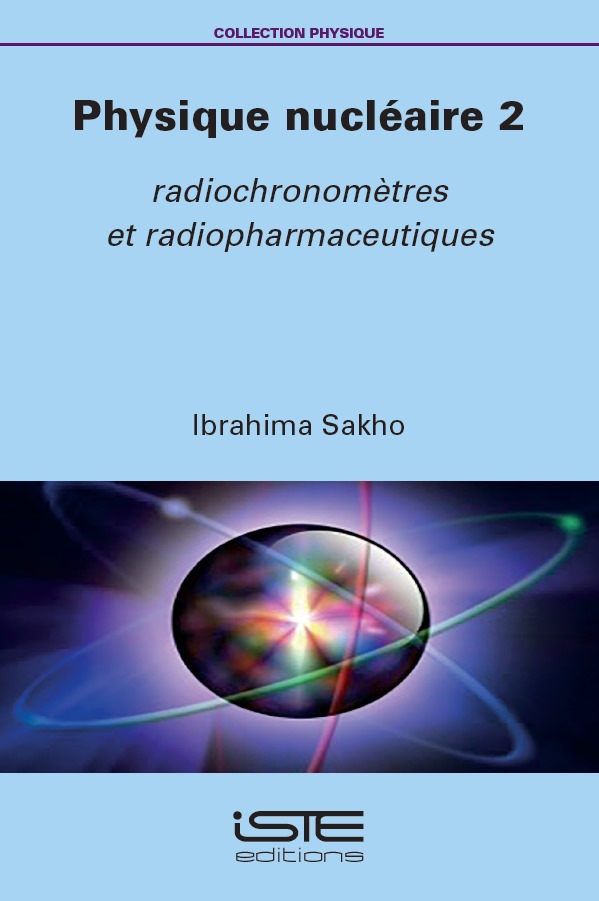 COLLECTION PHYSIQUE
Physique nucléaire 2
radiochronomètres
et radiopharmaceutiques
Ibrahima Sakho
iSTE
editions